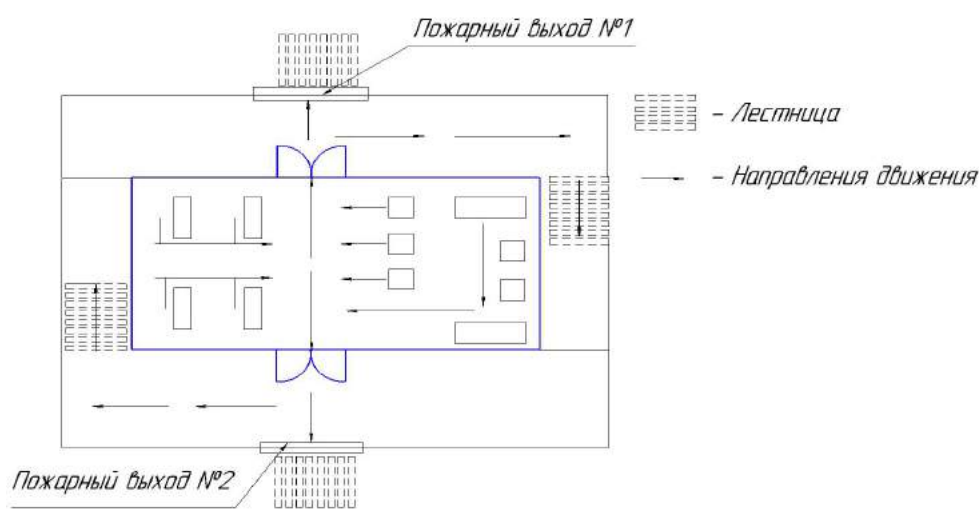 Пожарный выход №1
- Лестница
- Направления движения
Пожарный выход №2